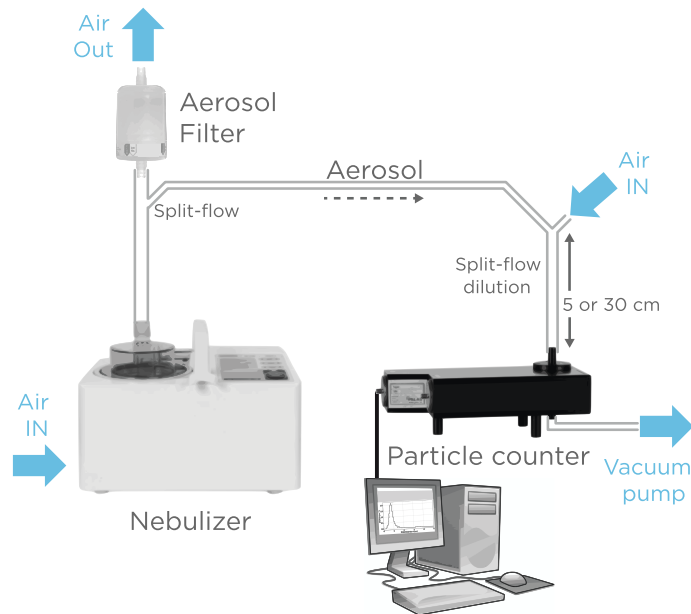 Air
Out
Aerosol
Filter
Aerosol
Air
IN
Split-flow
Split-flow
dilution
5 or 30 cm
Air
IN
Particle counter
Vacuum
pump
Nebulizer